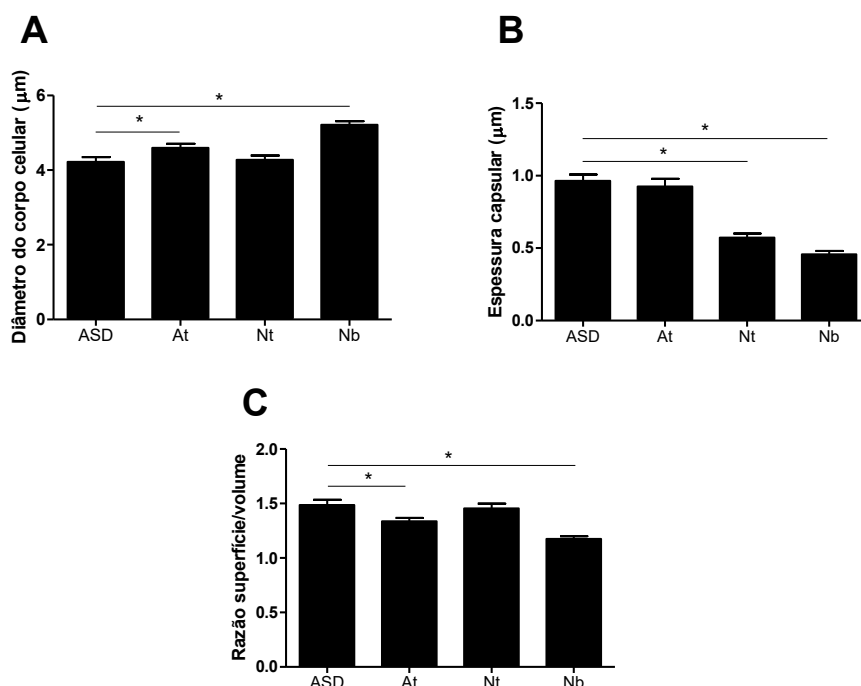 A
Diâmetro do corpo celular (μm)
6
4
2
0
*
*
ASD At Nt Nb
B
Espessura capsular (μm)
1.5
1.0
0.5
0.0
*
*
ASD At Nt Nb
C
Razão superfície/volume
2.0
1.5
1.0
0.5
0.0
*
*
ASD At Nt Nb